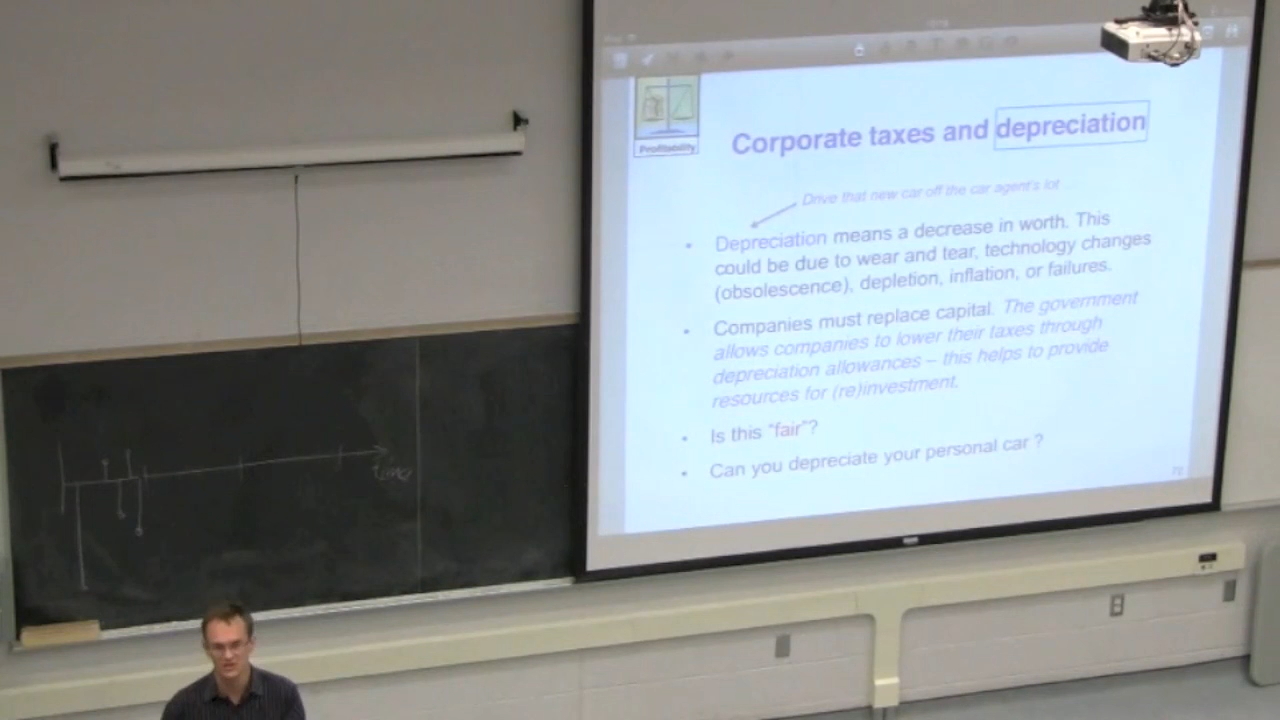 Profitability
Corporate taxes and depreciation
Drive that new car off the car agent's lot
• Depreciation means a decrease in worth. This
could be due to wear and tear, technology changes
(obsolescence), depletion, inflation, or failures.
• Companies must replace capital. The government
allows companies to lower their taxes through
depreciation allowances – this helps to provide
resources for (re)investment.
• Is this "fair"?
• Can you depreciate your personal car ?
time